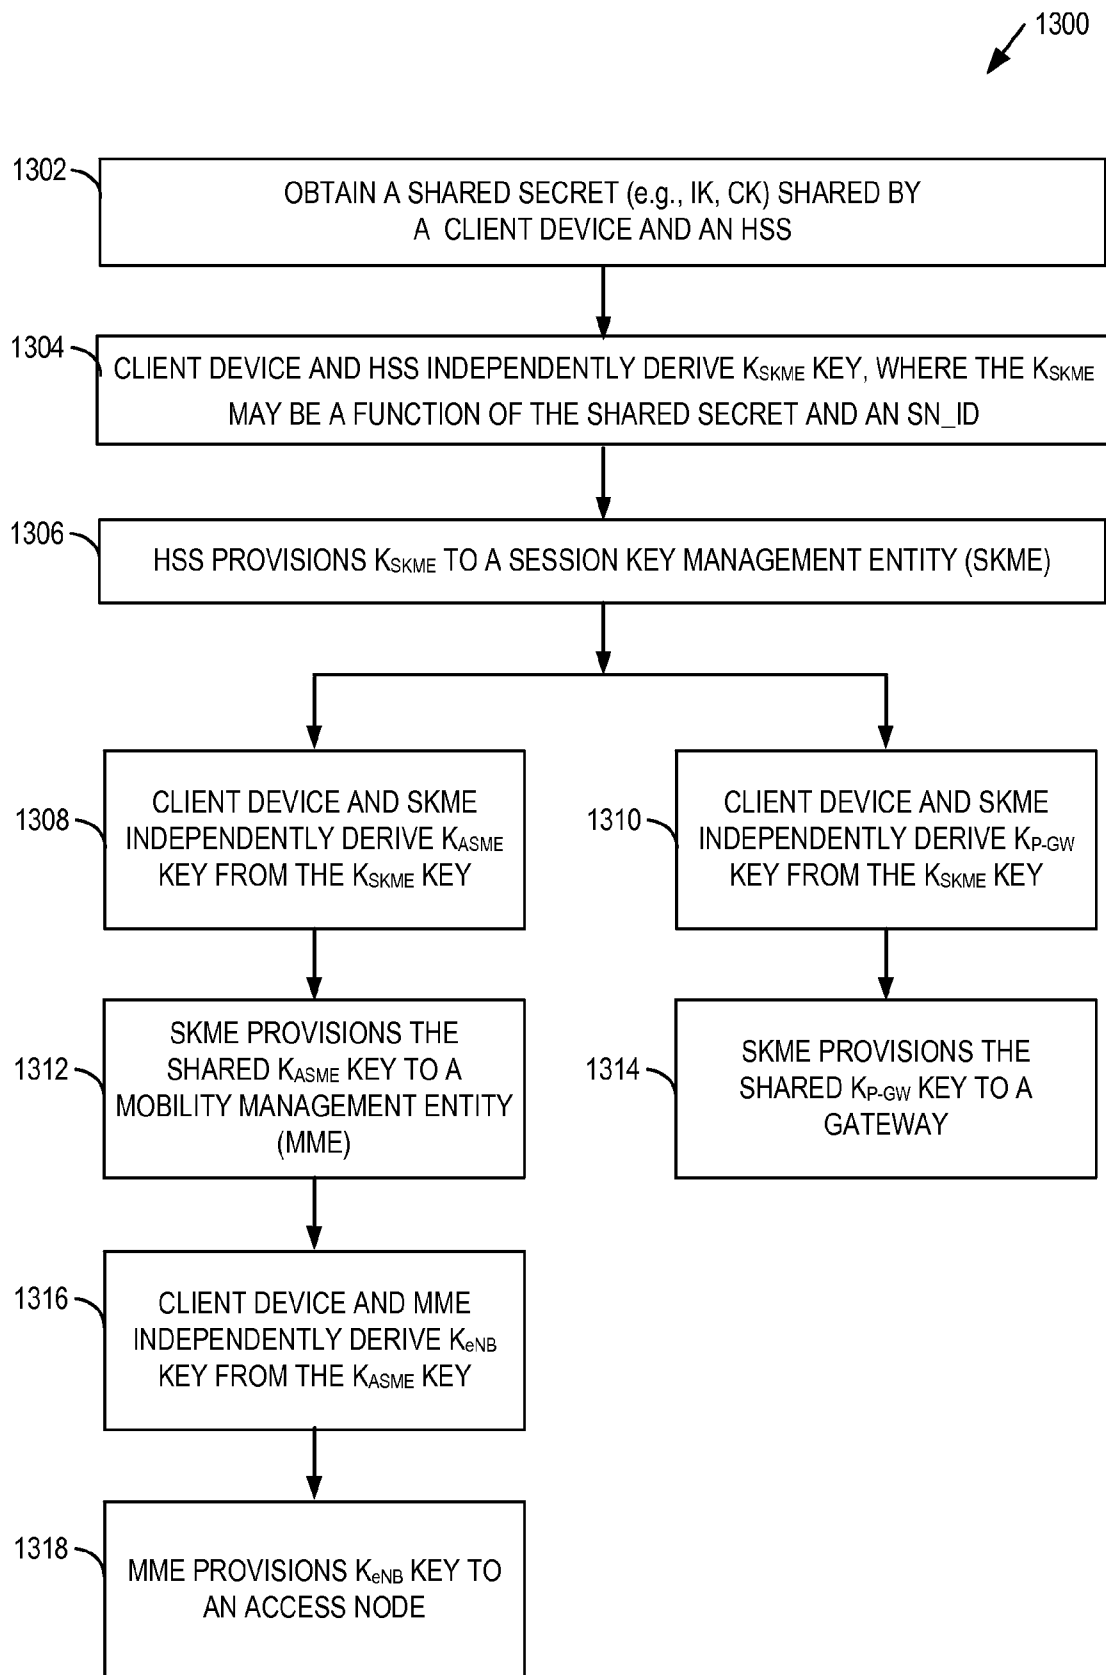 1300
1302
OBTAIN A SHARED SECRET (e.g., IK, CK) SHARED BY
A CLIENT DEVICE AND AN HSS
1304
CLIENT DEVICE AND HSS INDEPENDENTLY DERIVE KSKME KEY, WHERE THE KSKME
MAY BE A FUNCTION OF THE SHARED SECRET AND AN SN_ID
1306
HSS PROVISIONS KSKME TO A SESSION KEY MANAGEMENT ENTITY (SKME)
1308
CLIENT DEVICE AND SKME
INDEPENDENTLY DERIVE KASME
KEY FROM THE KSKME KEY
1310
CLIENT DEVICE AND SKME
INDEPENDENTLY DERIVE KP-GW
KEY FROM THE KSKME KEY
1312
SKME PROVISIONS THE
SHARED KASME KEY TO A
MOBILITY MANAGEMENT ENTITY
(MME)
1314
SKME PROVISIONS THE
SHARED KP-GW KEY TO A
GATEWAY
1316
CLIENT DEVICE AND MME
INDEPENDENTLY DERIVE KeNB
KEY FROM THE KASME KEY
1318
MME PROVISIONS KeNB KEY TO
AN ACCESS NODE